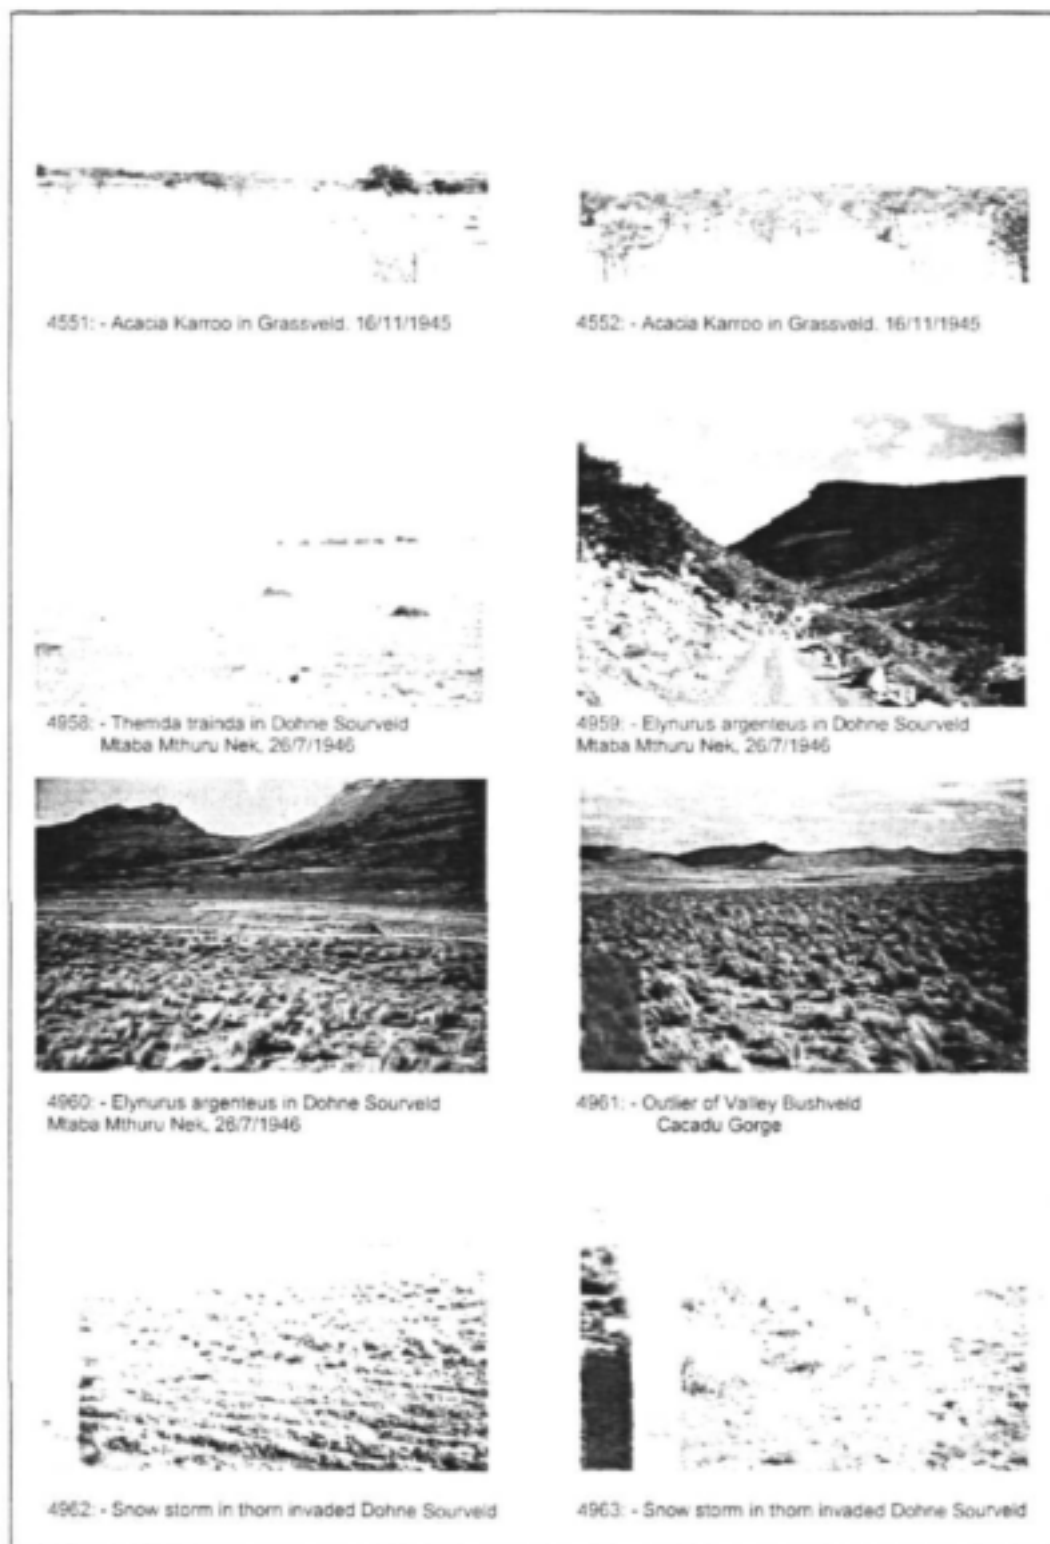 4551: - Acacia Karroo in Grassveld. 16/11/1945
4552: - Acacia Karroo in Grassveld. 16/11/1945
4958: - Themda trainda in Dohne Sourveld
Mtaba Mthuru Nek, 26/7/1946
4959: - Elynurus argenteus in Dohne Sourveld
Mtaba Mthuru Nek, 26/7/1946
4960: - Elynurus argenteus in Dohne Sourveld
Mtaba Mthuru Nek, 26/7/1946
4961: - Outlier of Valley Bushveld
Cacadu Gorge
4962: - Snow storm in thorn invaded Dohne Sourveld
4963: - Snow storm in thorn invaded Dohne Sourveld